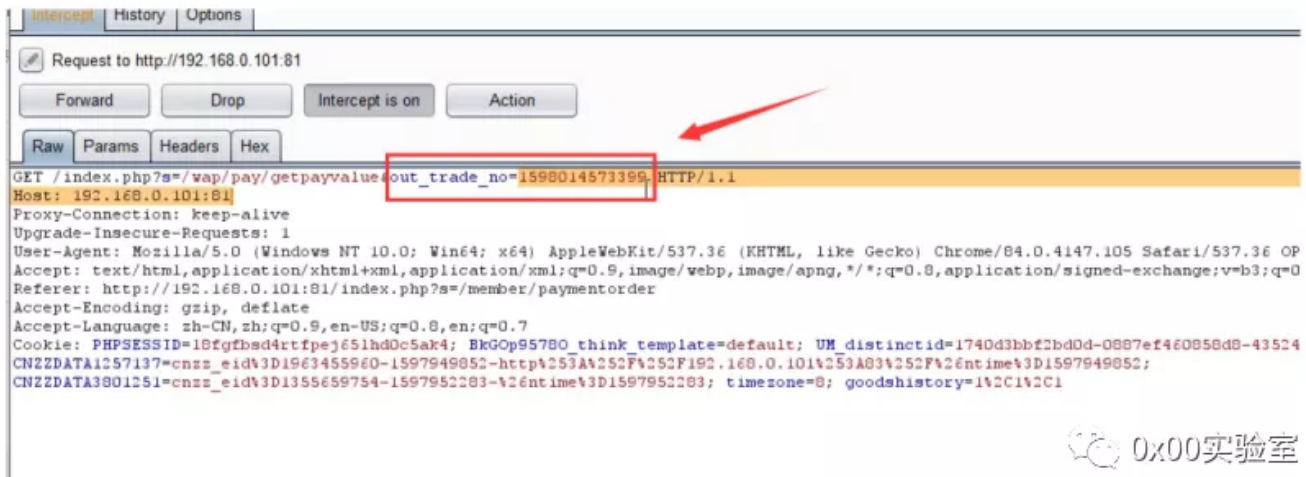 Intercept History Options
Request to http://192.168.0.101:81
Forward Drop Intercept is on Action
Raw Params Headers Hex
GET /index.php?s=/wap/pay/getpayvalue&out_trade_no=1598014573399, HTTP/1.1
Host: 192.168.0.101:81
Proxy-Connection: keep-alive
Upgrade-Insecure-Requests: 1
User-Agent: Mozilla/5.0 (Windows NT 10.0; Win64; x64) AppleWebKit/537.36 (KHTML, like Gecko) Chrome/84.0.4147.105 Safari/537.36 OP
Accept: text/html,application/xhtml+xml,application/xml;q=0.9,image/webp,image/apng,*/*;q=0.8,application/signed-exchange;v=b3;q=0
Referer: http://192.168.0.101:81/index.php?s=/member/paymentorder
Accept-Encoding: gzip, deflate
Accept-Language: zh-CN,zh;q=0.9,en-US;q=0.8,en;q=0.7
Cookie: PHPSESSID=18fgfbsd4rtfpej651hd0c5ak4; BkGOp9578O_think_template=default; UM_distinctid=1740d3bbf2bd0d-0887ef460858d8-43524
CNZZDATA1257137=cnzz_eid%3D1963455960-1597949852-http%253A%252F%252F192.168.0.101%253A83%252F%26ntime%3D1597949852;
CNZZDATA3801251=cnzz_eid%3D1355659754-1597952283-%26ntime%3D1597952283; timezone=8; goodshistory=1%2C1%2C1
0x00实验室